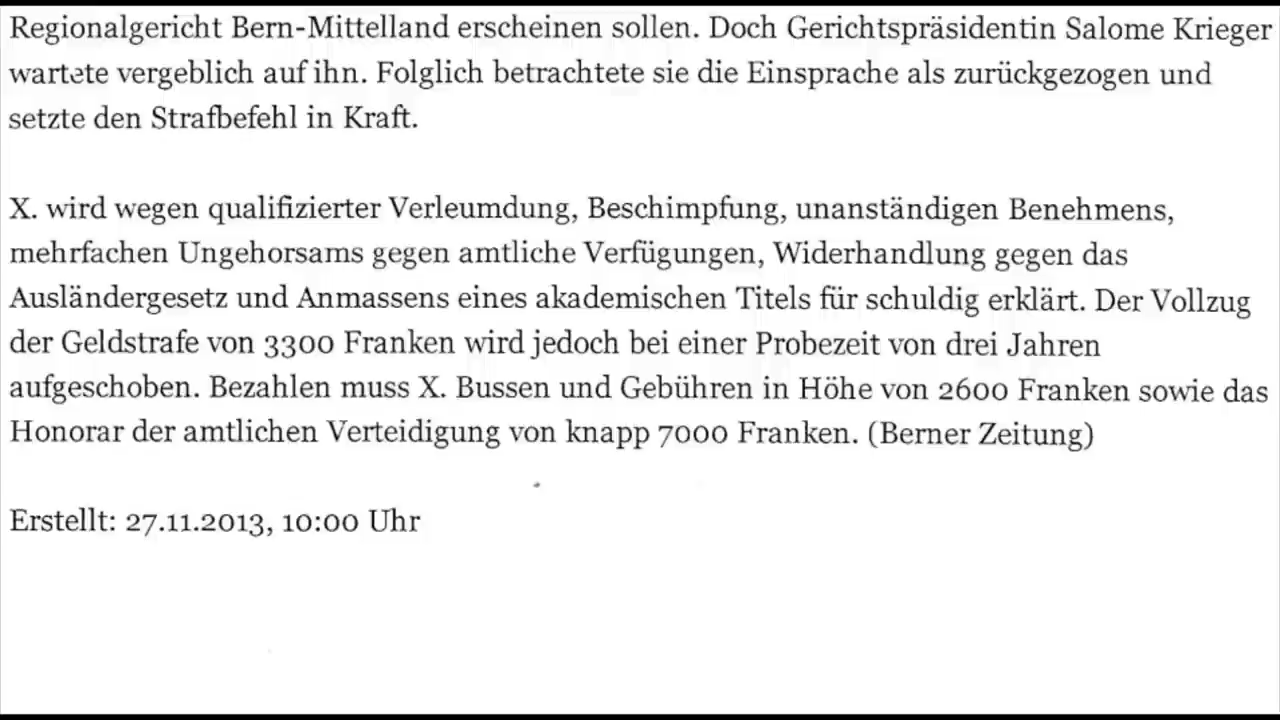 Regionalgericht Bern-Mittelland erscheinen sollen. Doch Gerichtspräsidentin Salome Krieger
wartete vergeblich auf ihn. Folglich betrachtete sie die Einsprache als zurückgezogen und
setzte den Strafbefehl in Kraft.
X. wird wegen qualifizierter Verleumdung, Beschimpfung, unanständigen Benehmens,
mehrfachen Ungehorsams gegen amtliche Verfügungen, Widerhandlung gegen das
Ausländergesetz und Anmassens eines akademischen Titels für schuldig erklärt. Der Vollzug
der Geldstrafe von 3300 Franken wird jedoch bei einer Probezeit von drei Jahren
aufgeschoben. Bezahlen muss X. Bussen und Gebühren in Höhe von 2600 Franken sowie das
Honorar der amtlichen Verteidigung von knapp 7000 Franken. (Berner Zeitung)
Erstellt: 27.11.2013, 10:00 Uhr